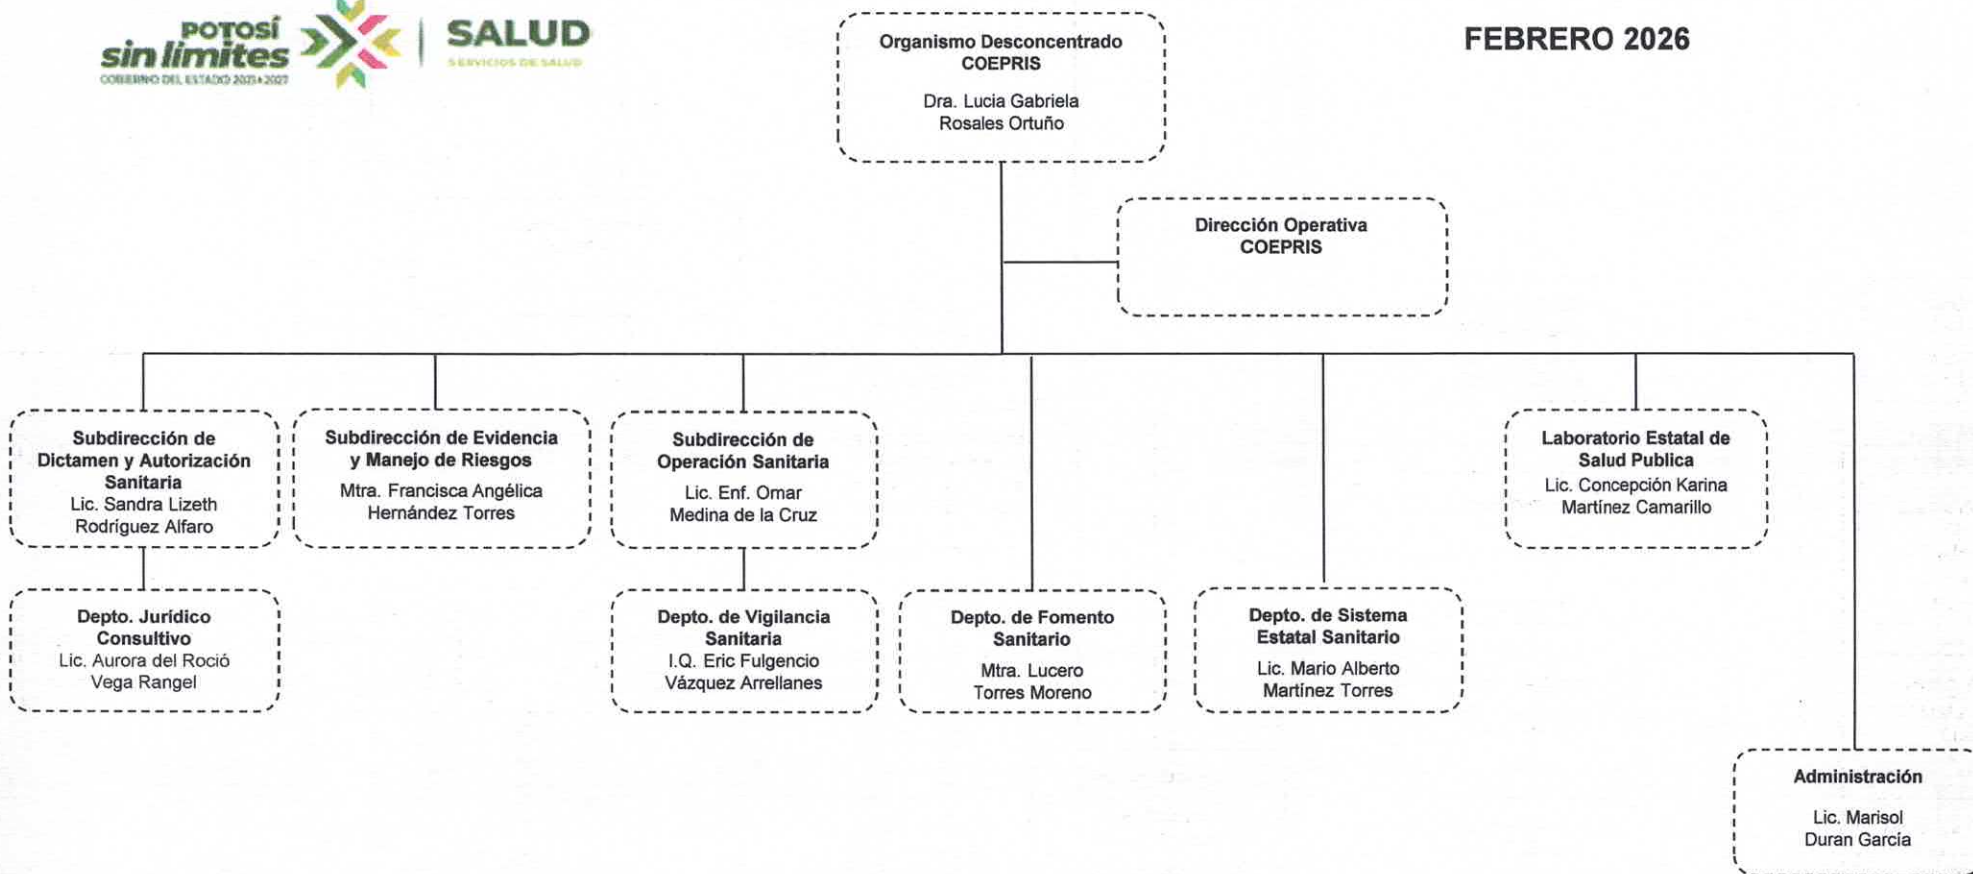 POTOSÍ
sin límites
GOBIERNO DEL ESTADO 2021•2027
SALUD
SERVICIOS DE SALUD
FEBRERO 2026
Organismo Desconcentrado
COEPRIS
Dra. Lucia Gabriela
Rosales Ortuño
Dirección Operativa
COEPRIS
Subdirección de
Dictamen y Autorización
Sanitaria
Lic. Sandra Lizeth
Rodríguez Alfaro
Subdirección de Evidencia
y Manejo de Riesgos
Mtra. Francisca Angélica
Hernández Torres
Subdirección de
Operación Sanitaria
Lic. Enf. Omar
Medina de la Cruz
Laboratorio Estatal de
Salud Publica
Lic. Concepción Karina
Martínez Camarillo
Depto. Jurídico
Consultivo
Lic. Aurora del Roció
Vega Rangel
Depto. de Vigilancia
Sanitaria
I.Q. Eric Fulgencio
Vázquez Arrellanes
Depto. de Fomento
Sanitario
Mtra. Lucero
Torres Moreno
Depto. de Sistema
Estatal Sanitario
Lic. Mario Alberto
Martínez Torres
Administración
Lic. Marisol
Duran García